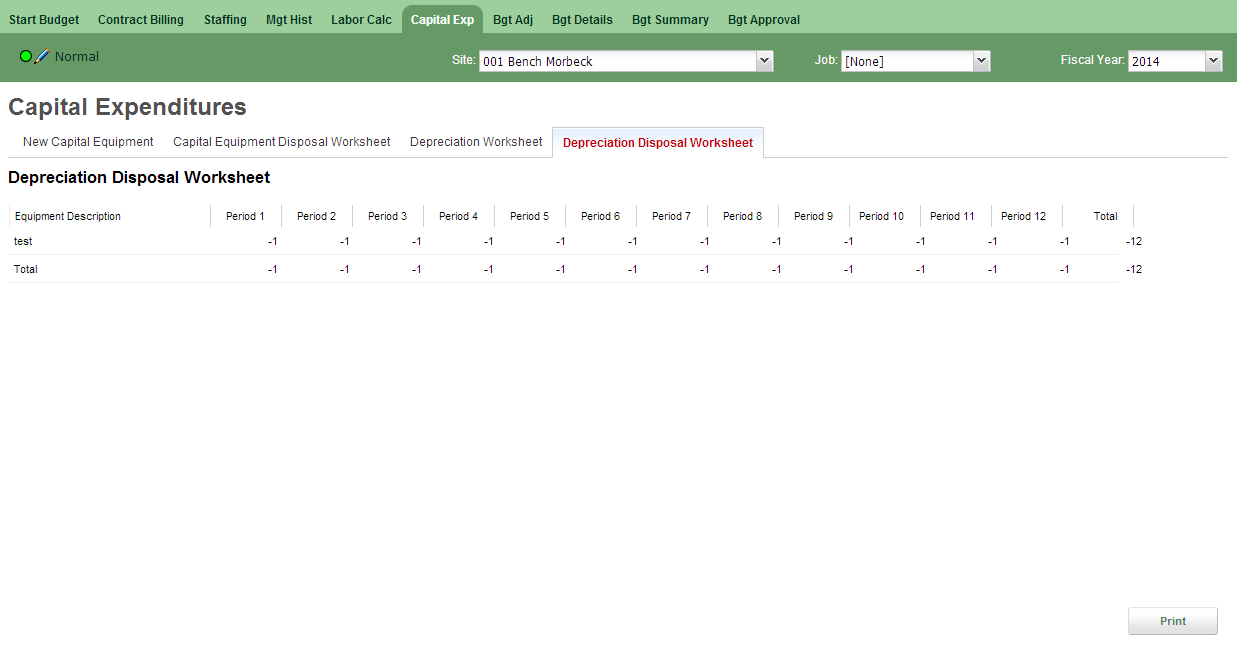 Start Budget Contract Billing Staffing Mgt Hist Labor Calc Capital Exp Bgt Adj Bgt Details Bgt Summary Bgt Approval
Normal Site: 001 Bench Morbeck Job: [None] Fiscal Year: 2014
Capital Expenditures
New Capital Equipment Capital Equipment Disposal Worksheet Depreciation Worksheet Depreciation Disposal Worksheet
Depreciation Disposal Worksheet
Equipment Description Period 1 Period 2 Period 3 Period 4 Period 5 Period 6 Period 7 Period 8 Period 9 Period 10 Period 11 Period 12 Total
test -1 -1 -1 -1 -1 -1 -1 -1 -1 -1 -1 -1 -12
Total -1 -1 -1 -1 -1 -1 -1 -1 -1 -1 -1 -1 -12
Print